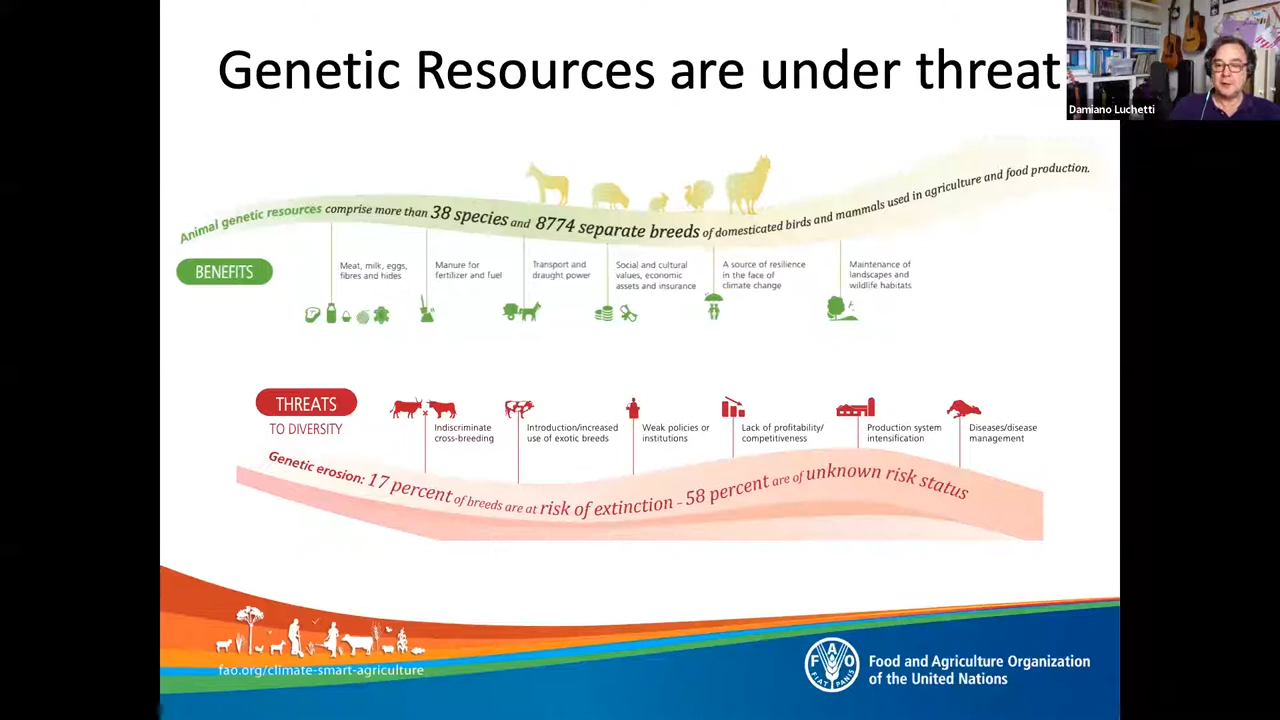 Genetic Resources are under threat
Damiano Luchetti
Animal genetic resources comprise more than 38 species and 8774 separate breeds of domesticated birds and mammals used in agriculture and food production.
BENEFITS
Meat, milk, eggs,
fibres and hides
Manure for
fertilizer and fuel
Transport and
draught power
Social and cultural
values, economic
assets and insurance
A source of resilience
in the face of
climate change
Maintenance of
landscapes and
wildlife habitats
THREATS
TO DIVERSITY
Indiscriminate
cross-breeding
Introduction/increased
use of exotic breeds
Weak policies or
institutions
Lack of profitability/
competitiveness
Production system
intensification
Diseases/disease
management
Genetic erosion: 17 percent of breeds are at risk of extinction – 58 percent are of unknown risk status
fao.org/climate-smart-agriculture
FAO
FIAT PANIS
Food and Agriculture Organization
of the United Nations